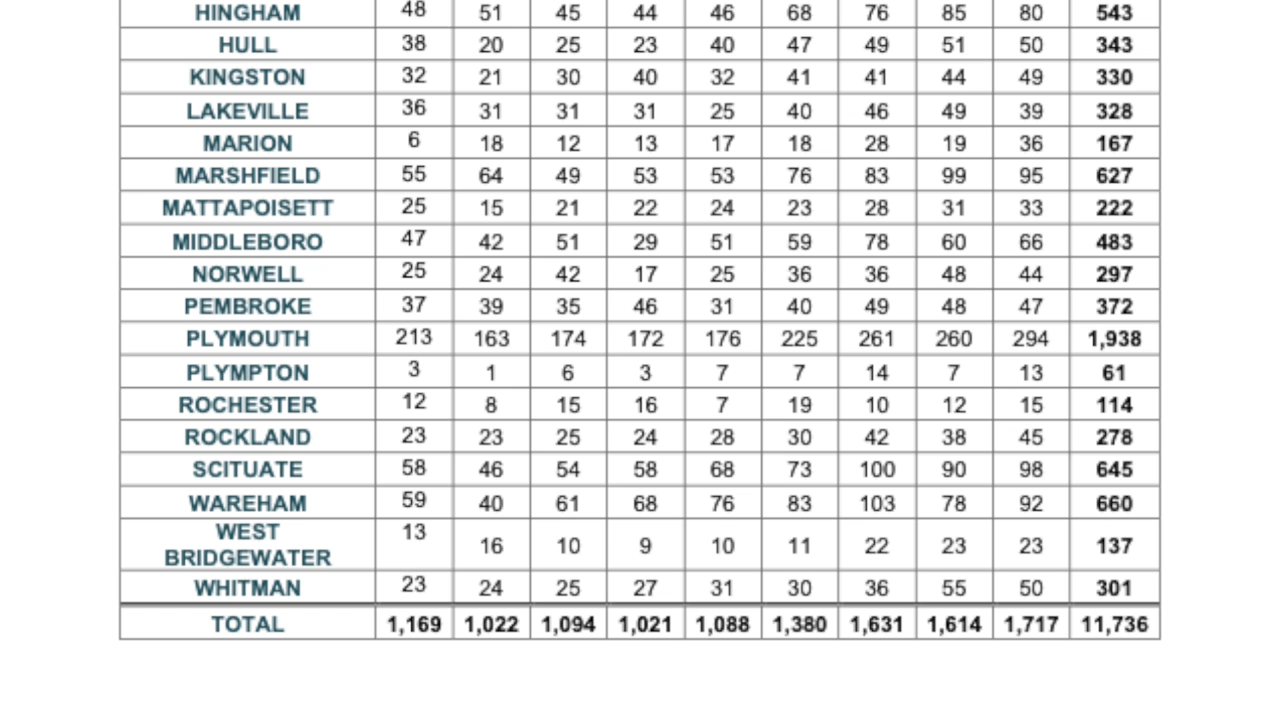 HINGHAM 48 51 45 44 46 68 76 85 80 543
HULL 38 20 25 23 40 47 49 51 50 343
KINGSTON 32 21 30 40 32 41 41 44 49 330
LAKEVILLE 36 31 31 31 25 40 46 49 39 328
MARION 6 18 12 13 17 18 28 19 36 167
MARSHFIELD 55 64 49 53 53 76 83 99 95 627
MATTAPOISETT 25 15 21 22 24 23 28 31 33 222
MIDDLEBORO 47 42 51 29 51 59 78 60 66 483
NORWELL 25 24 42 17 25 36 36 48 44 297
PEMBROKE 37 39 35 46 31 40 49 48 47 372
PLYMOUTH 213 163 174 172 176 225 261 260 294 1,938
PLYMPTON 3 1 6 3 7 7 14 7 13 61
ROCHESTER 12 8 15 16 7 19 10 12 15 114
ROCKLAND 23 23 25 24 28 30 42 38 45 278
SCITUATE 58 46 54 58 68 73 100 90 98 645
WAREHAM 59 40 61 68 76 83 103 78 92 660
WEST
BRIDGEWATER 13 16 10 9 10 11 22 23 23 137
WHITMAN 23 24 25 27 31 30 36 55 50 301
TOTAL 1,169 1,022 1,094 1,021 1,088 1,380 1,631 1,614 1,717 11,736